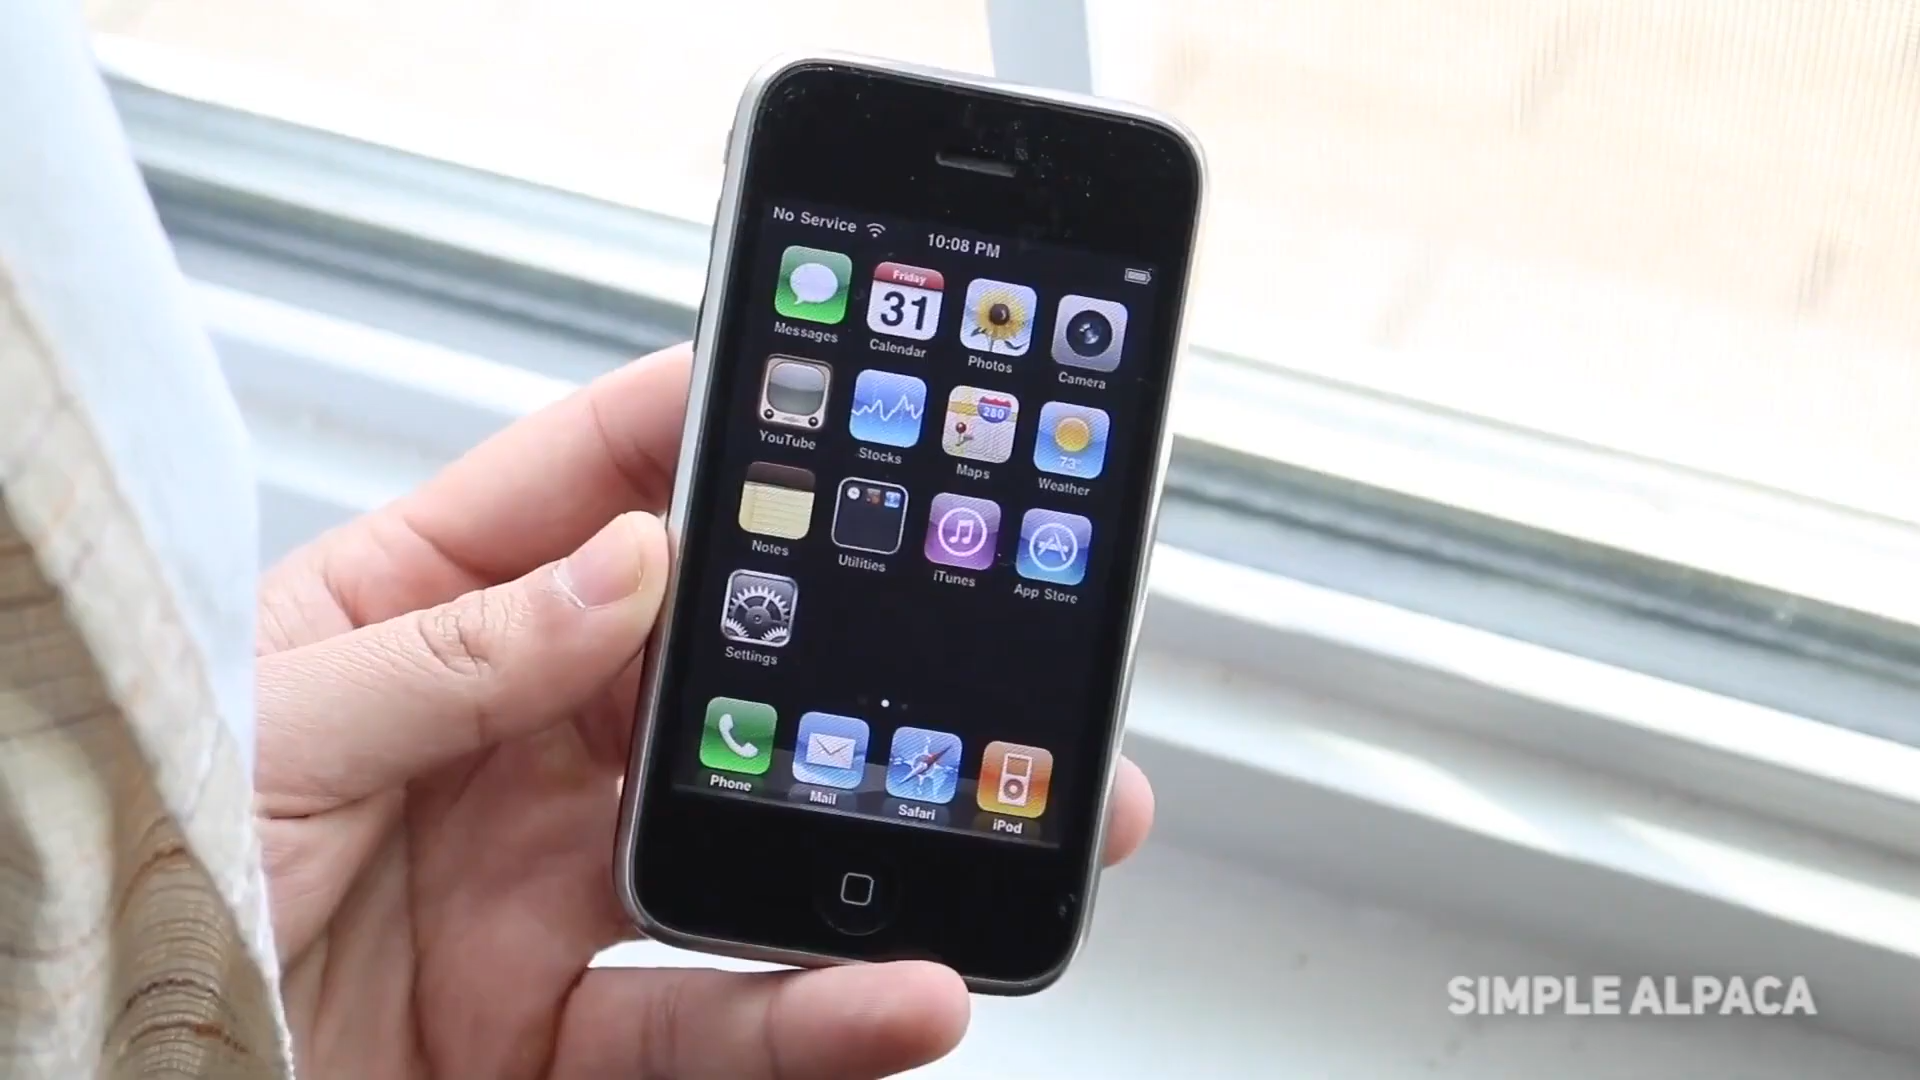 No Service
10:08 PM
Friday
31
Messages
Calendar
Photos
Camera
280
73°
YouTube
Stocks
Maps
Weather
Notes
Utilities
iTunes
App Store
Settings
Phone
Mail
Safari
iPod
SIMPLE ALPACA